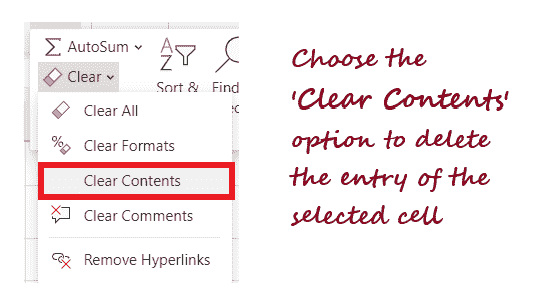 AutoSum
Clear
Sort &
Find
Clear All
Clear Formats
Clear Contents
Clear Comments
Remove Hyperlinks
Choose the
'Clear Contents'
option to delete
the entry of the
selected cell